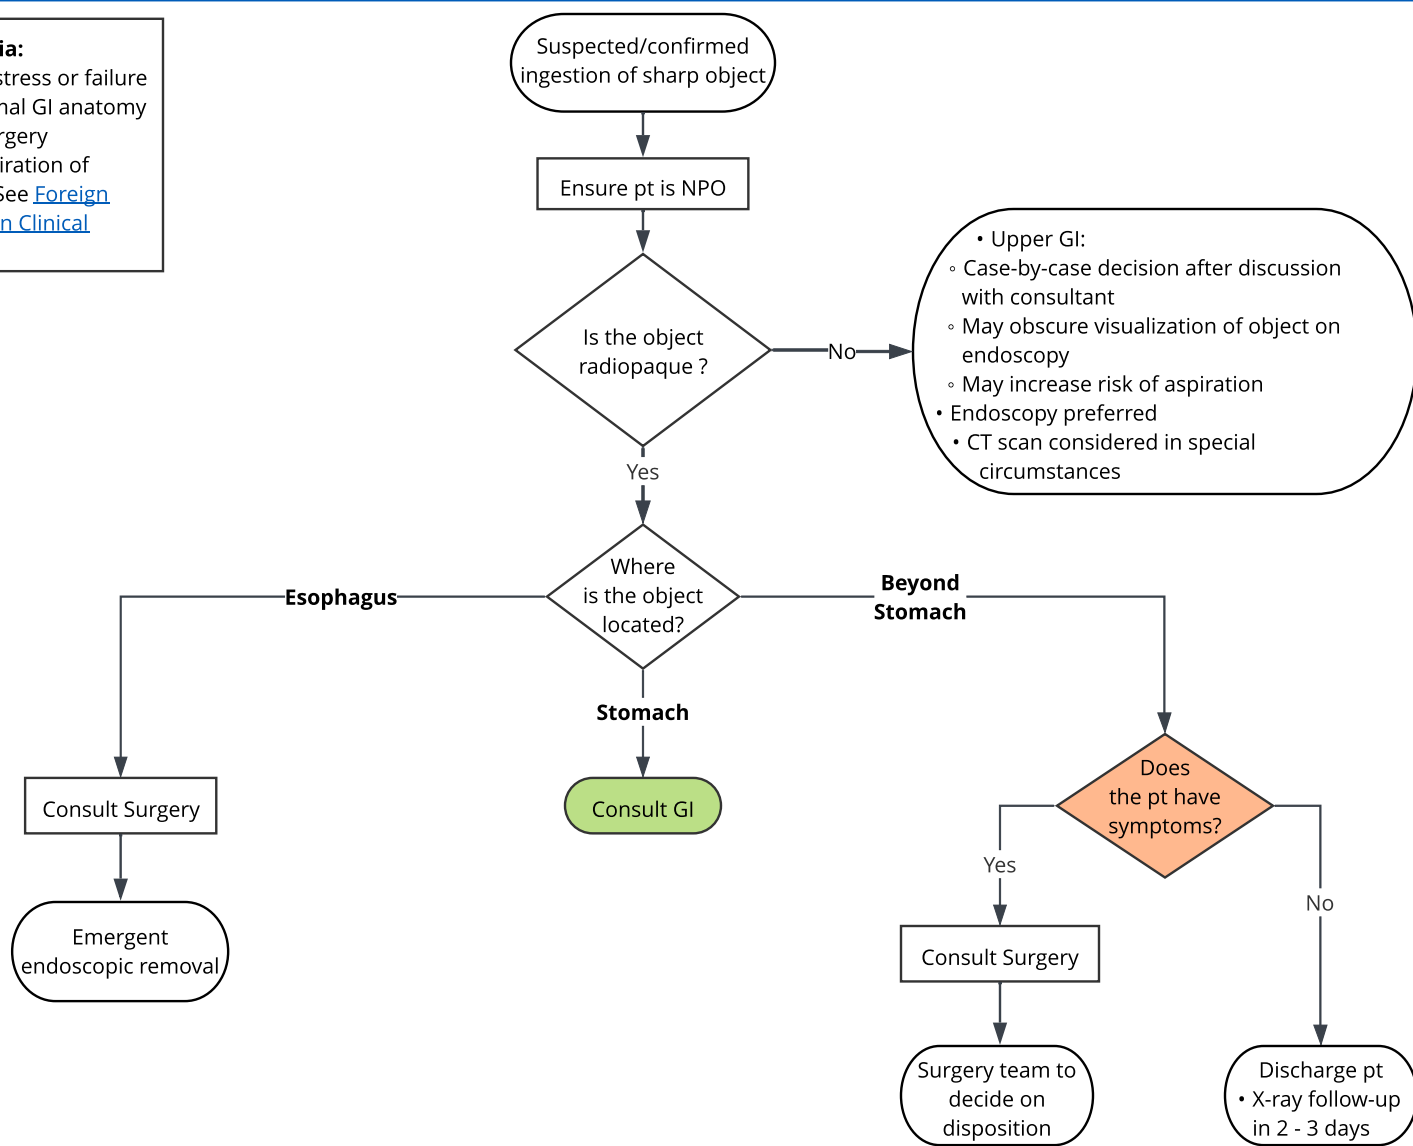 ia:
stress or failure
nal GI anatomy
rgery
iration of
See Foreign
n Clinical
Suspected/confirmed
ingestion of sharp object
Ensure pt is NPO
Is the object
radiopaque ?
No
• Upper GI:
◦ Case-by-case decision after discussion
with consultant
◦ May obscure visualization of object on
endoscopy
◦ May increase risk of aspiration
• Endoscopy preferred
• CT scan considered in special
circumstances
Yes
Where
is the object
located?
Esophagus
Beyond
Stomach
Stomach
Consult Surgery
Emergent
endoscopic removal
Consult GI
Does
the pt have
symptoms?
Yes
No
Consult Surgery
Surgery team to
decide on
disposition
Discharge pt
• X-ray follow-up
in 2 - 3 days